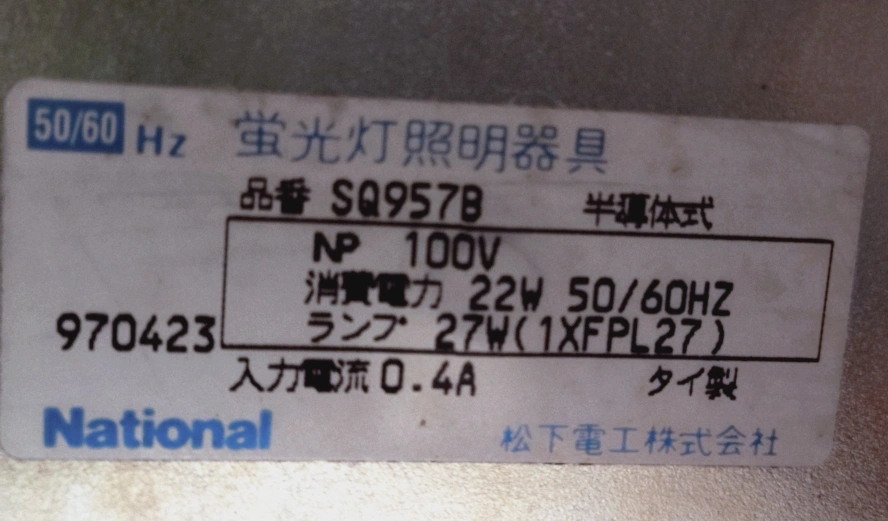 50/60 Hz 蛍光灯照明器具
品番 SQ957B 半導体式
NP 100V
消費電力 22W 50/60HZ
ランプ 27W(1XFPL27)
970423
入力電流 0.4A タイ製
National 松下電工株式会社